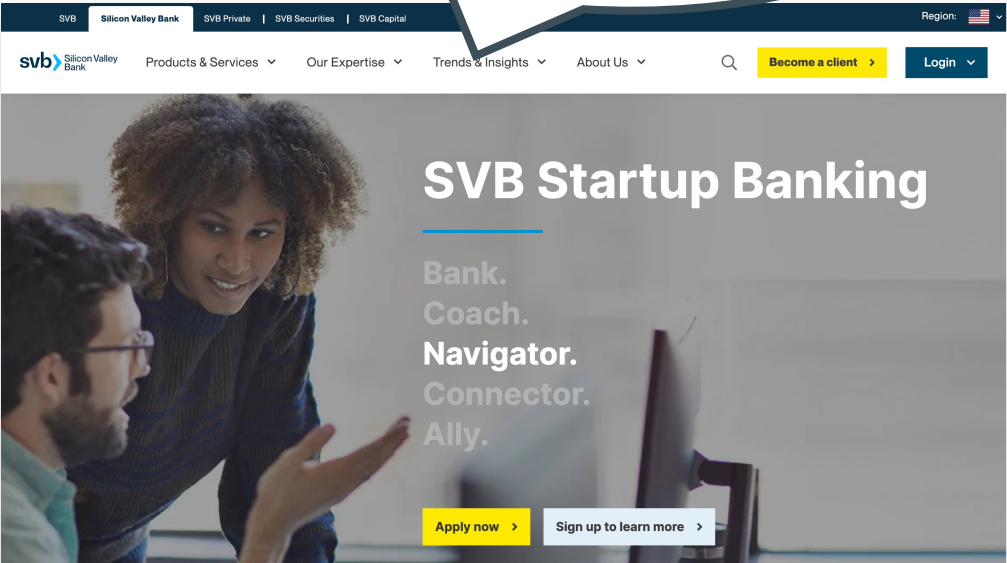 SVB
Silicon Valley Bank
SVB Private
SVB Securities
SVB Capital
Region:
svb Silicon Valley
Bank
Products & Services
Our Expertise
Trends & Insights
About Us
Become a client
Login
SVB Startup Banking
Bank.
Coach.
Navigator.
Connector.
Ally.
Apply now
Sign up to learn more